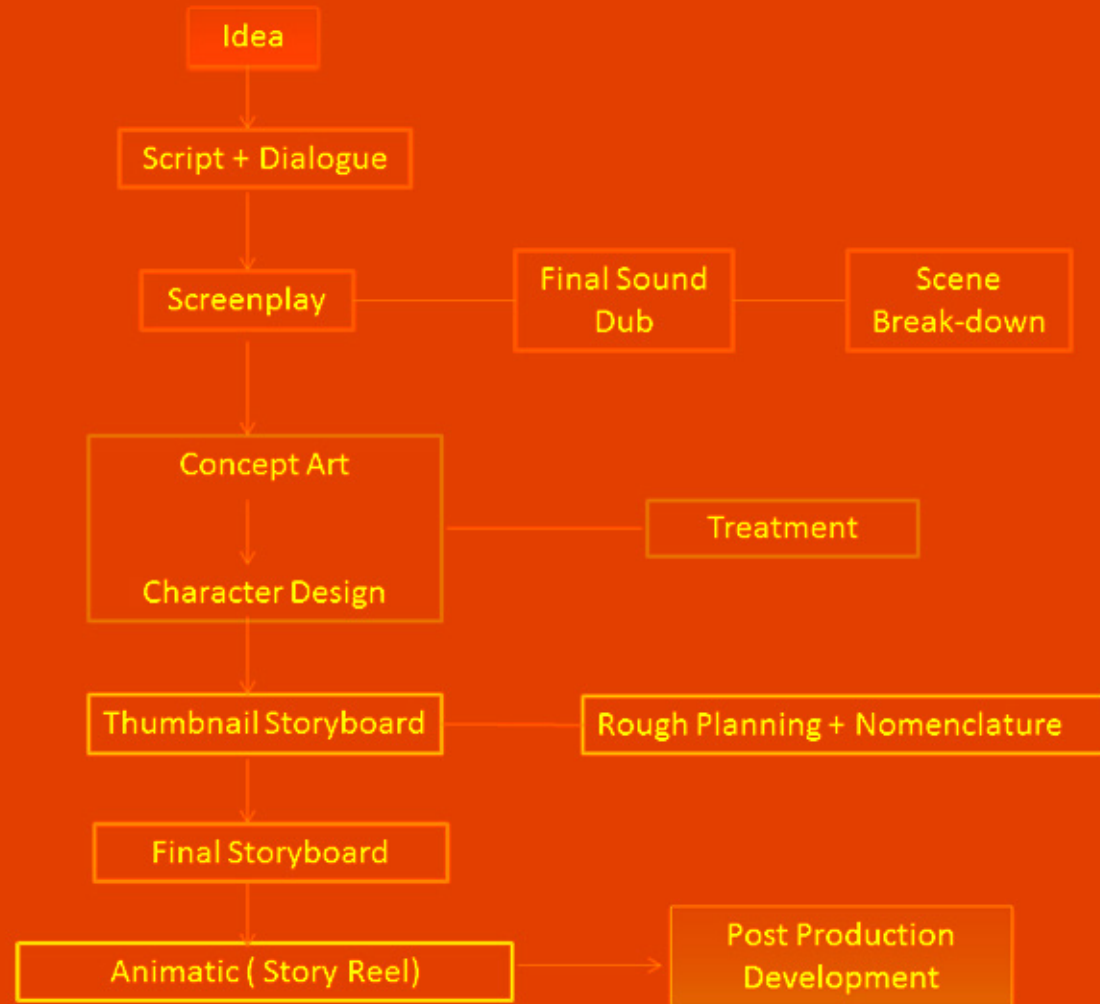 Idea
Script + Dialogue
Screenplay
Final Sound
Dub
Scene
Break-down
Concept Art
Character Design
Treatment
Thumbnail Storyboard
Rough Planning + Nomenclature
Final Storyboard
Animatic ( Story Reel)
Post Production
Development